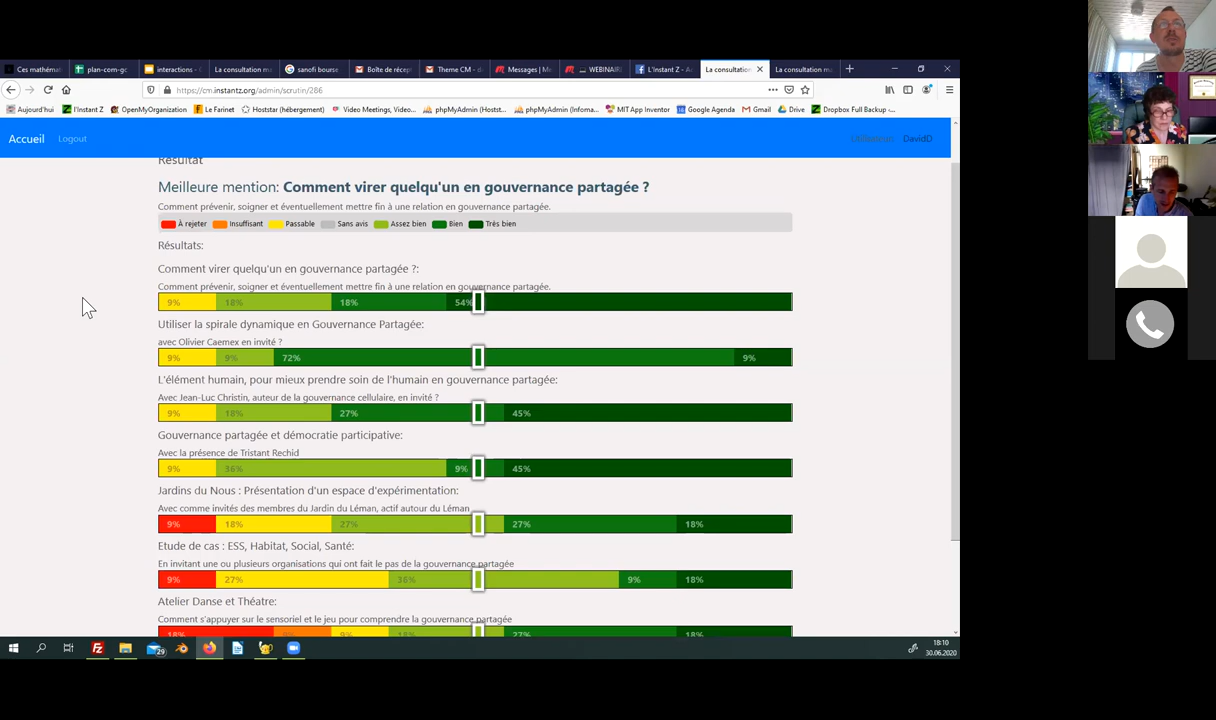 Ces mathéma
plan-com-go
interactions - G
La consultation m
sanofi bourse
Boîte de récep
Theme CM - d
Messages | Me
WEBINAIR
L'Instant Z - Ac
La consultation
La consultation ma
https://cm.instantz.org/admin/scrutin/286
Aujourd'hui
l'Instant Z
OpenMyOrganization
Le Farinet
Hoststar (hébergement)
Video Meetings, Video...
phpMyAdmin (Hostst...
phpMyAdmin (Infoma...
MIT App Inventor
Google Agenda
Gmail
Drive
Dropbox Full Backup -...
Accueil
Logout
Utilisateurs
DavidD
Résultat
Meilleure mention: Comment virer quelqu'un en gouvernance partagée ?
Comment prévenir, soigner et éventuellement mettre fin à une relation en gouvernance partagée.
À rejeter Insuffisant Passable Sans avis Assez bien Bien Très bien
Résultats:
Comment virer quelqu'un en gouvernance partagée ?:
Comment prévenir, soigner et éventuellement mettre fin à une relation en gouvernance partagée.
9% 18% 18% 54%
Utiliser la spirale dynamique en Gouvernance Partagée:
avec Olivier Caemex en invité ?
9% 9% 72% 9%
L'élément humain, pour mieux prendre soin de l'humain en gouvernance partagée:
Avec Jean-Luc Christin, auteur de la gouvernance cellulaire, en invité ?
9% 18% 27% 45%
Gouvernance partagée et démocratie participative:
Avec la présence de Tristant Rechid
9% 36% 9% 45%
Jardins du Nous : Présentation d'un espace d'expérimentation:
Avec comme invités des membres du Jardin du Léman, actif autour du Léman
9% 18% 27% 27% 18%
Etude de cas : ESS, Habitat, Social, Santé:
En invitant une ou plusieurs organisations qui ont fait le pas de la gouvernance partagée
9% 27% 36% 9% 18%
Atelier Danse et Théatre:
Comment s'appuyer sur le sensoriel et le jeu pour comprendre la gouvernance partagée
18% 9% 9% 18% 27%
29
18:10
30.06.2020